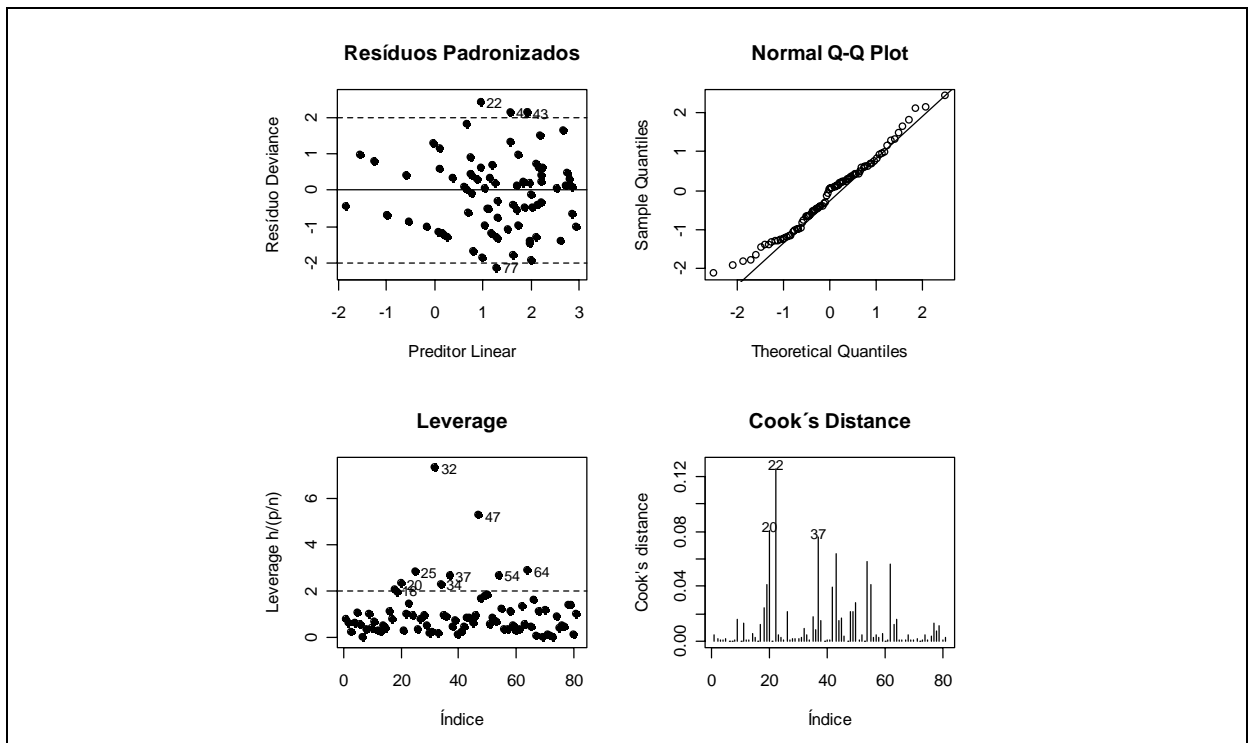 Resíduos Padronizados
Resíduo Deviance
2
1
0
-1
-2
22
43
77
-2 -1 0 1 2 3
Preditor Linear
Normal Q-Q Plot
Sample Quantiles
2
1
0
-1
-2
-2 -1 0 1 2
Theoretical Quantiles
Leverage
Leverage h/(p/n)
6
4
2
0
32
47
25
37
54
64
20
34
0 20 40 60 80
Índice
Cook´s Distance
Cook's distance
0.12
0.08
0.04
0.00
22
20
37
0 20 40 60 80
Índice